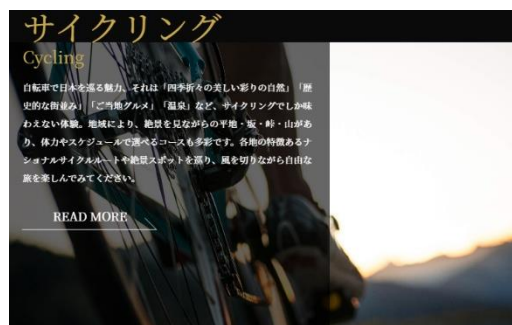 サイクリング
Cycling
自転車で日本を巡る魅力、それは「四季折々の美しい彩りの自然」「歴
史的な街並み」「ご当地グルメ」「温泉」など、サイクリングでしか味
わえない体験。地域により、絶景を見ながらの平地・坂・峠・山があ
り、体力やスケジュールで選べるコースも多彩です。各地の特徴あるナ
ショナルサイクルルートや絶景スポットを巡り、風を切りながら自由な
旅を楽しんでみてください。
READ MORE